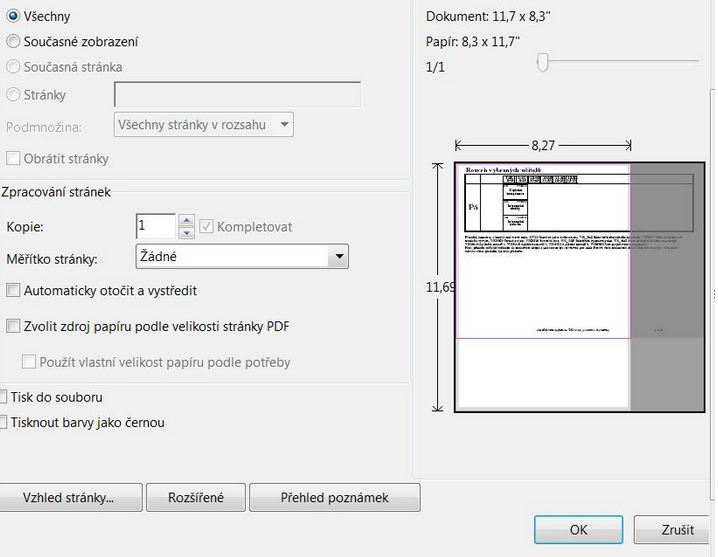 Všechny
Současné zobrazení
Současná stránka
Stránky
Podmnožina:
Všechny stránky v rozsahu
Obrátit stránky
Zpracování stránek
Kopie:
1
Kompletovat
Měřítko stránky:
Žádné
Automaticky otočit a vystředit
Zvolit zdroj papíru podle velikosti stránky PDF
Použít vlastní velikost papíru podle potřeby
Tisk do souboru
Tisknout barvy jako černou
Vzhled stránky...
Rozšířené
Přehled poznámek
Dokument: 11,7 x 8,3"
Papír: 8,3 x 11,7"
1/1
8,27
11,69
Rozvrh vybraných učitelů
Pá
OK
Zrušit